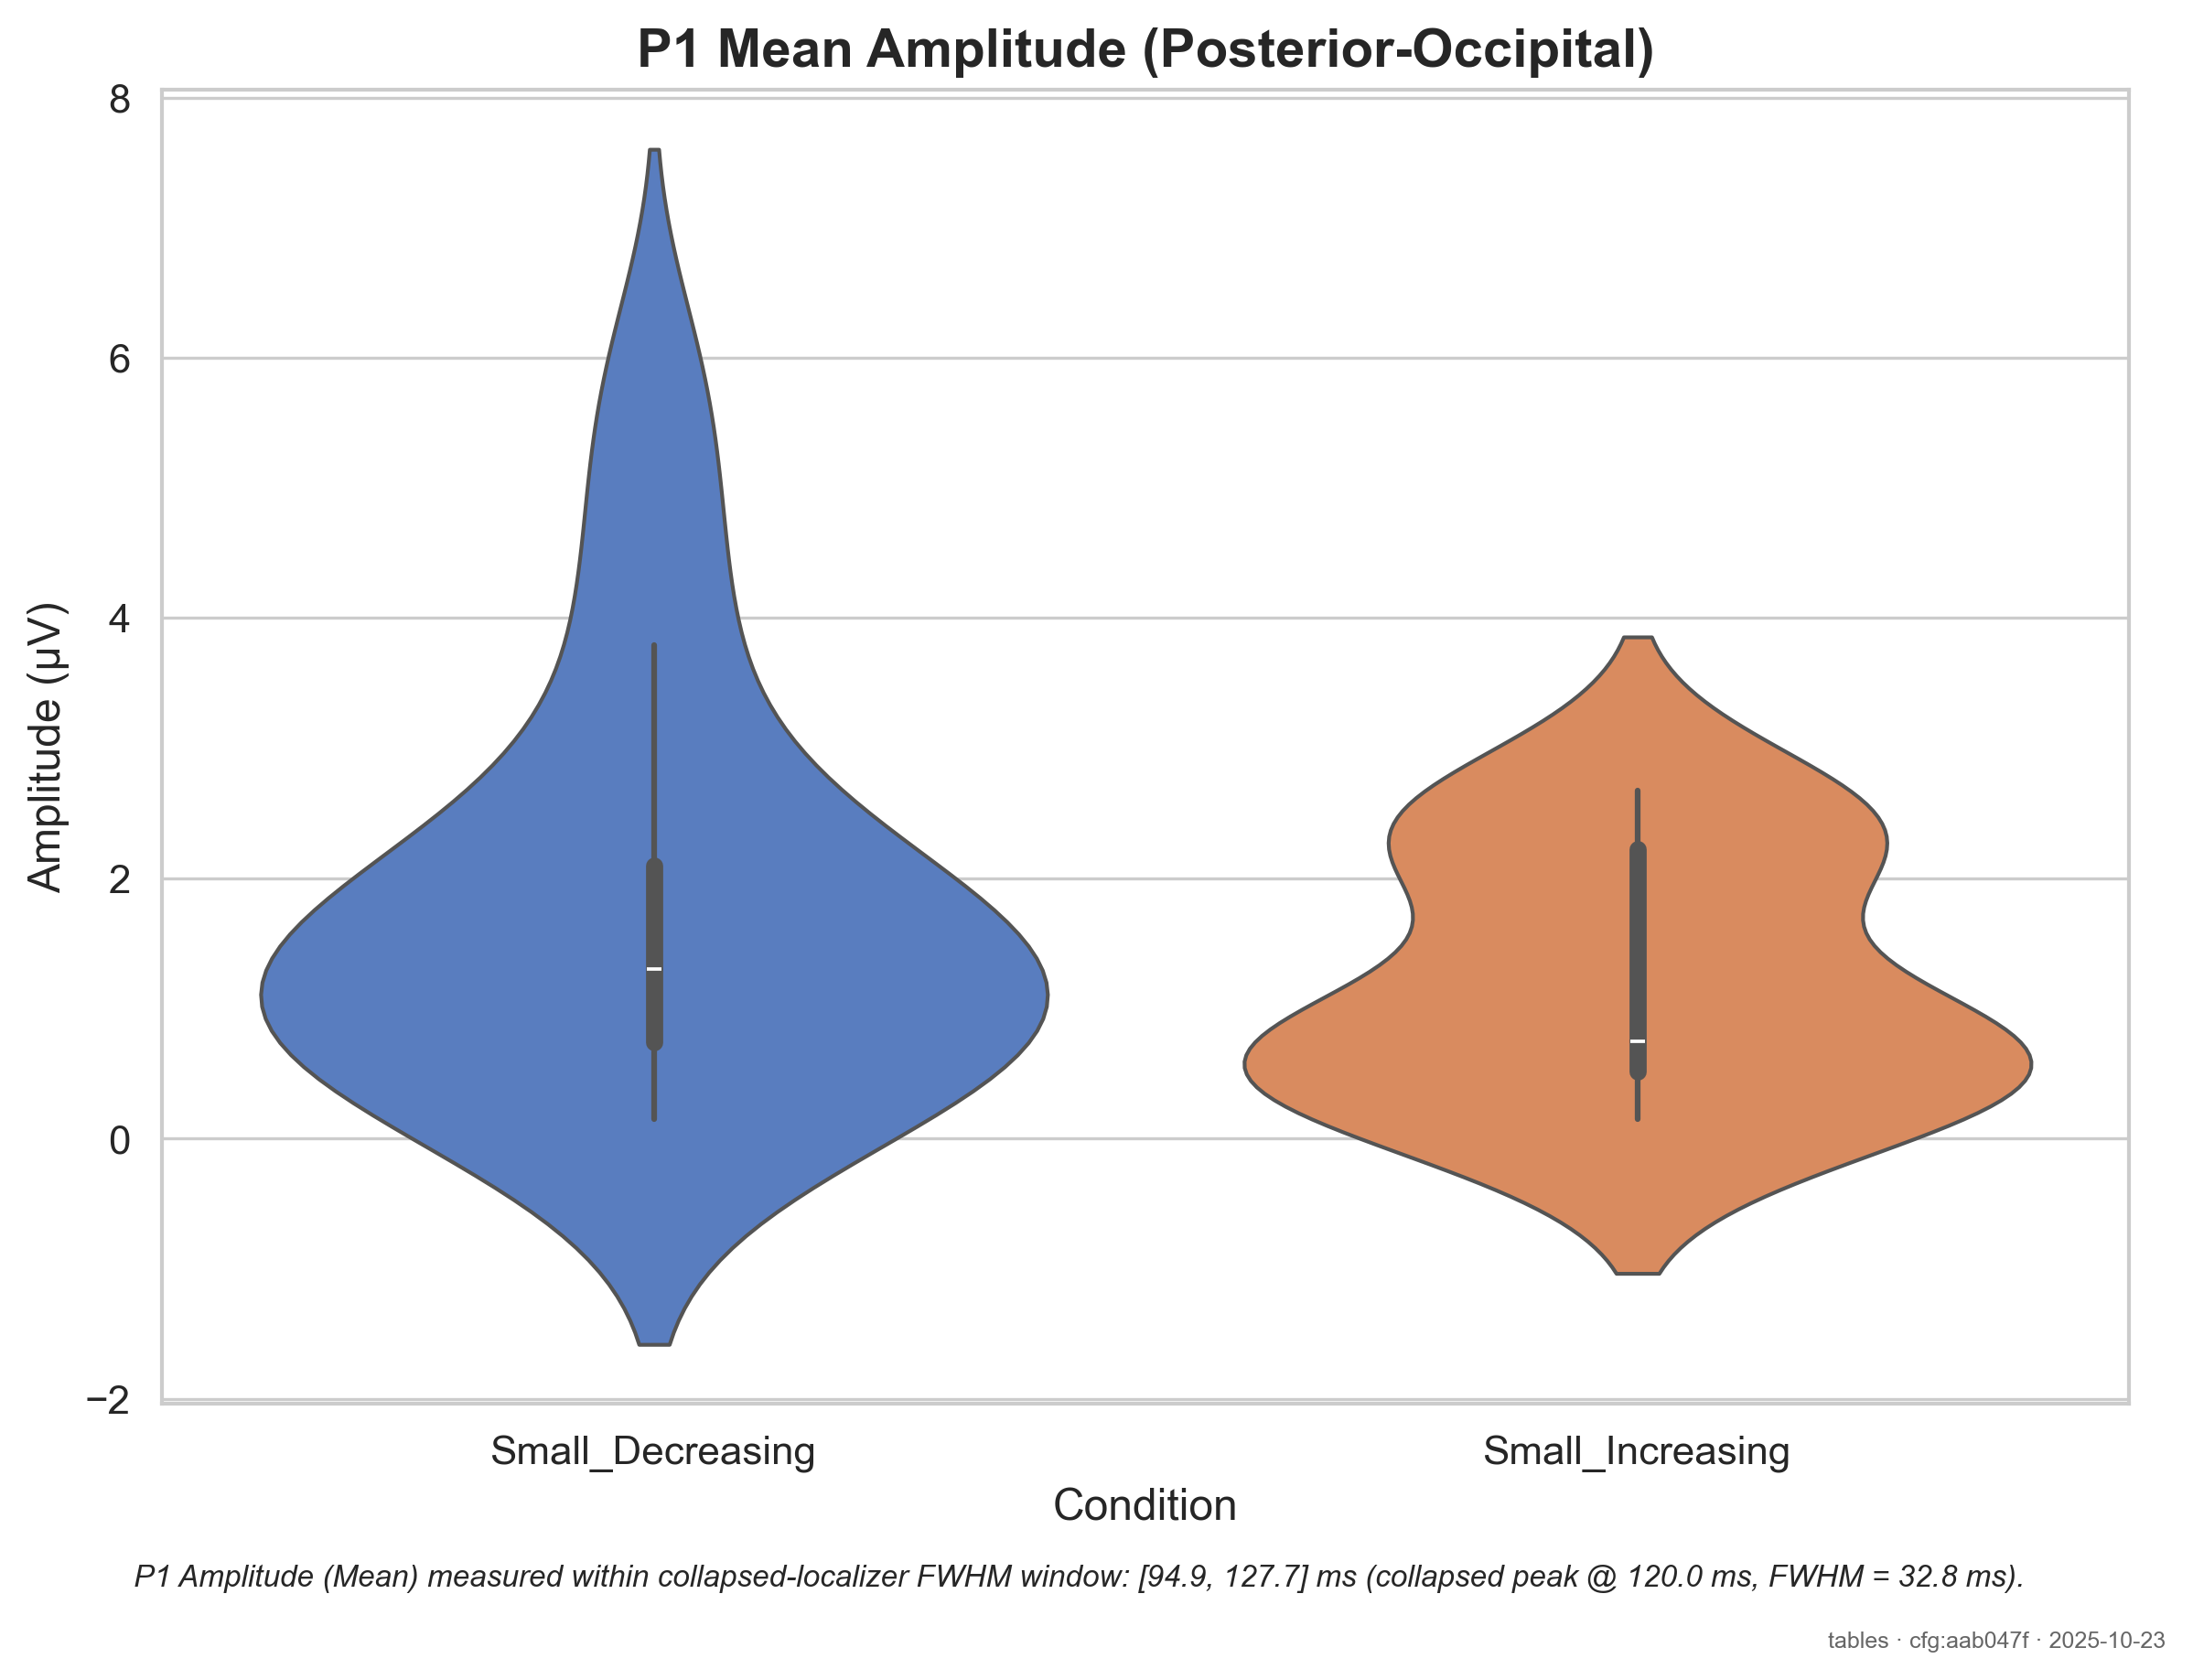 P1 Mean Amplitude (Posterior-Occipital)
8
6
4
2
0
−2
Amplitude (µV)
Small_Decreasing
Small_Increasing
Condition
P1 Amplitude (Mean) measured within collapsed-localizer FWHM window: [94.9, 127.7] ms (collapsed peak @ 120.0 ms, FWHM = 32.8 ms).
tables · cfg:aab047f · 2025-10-23